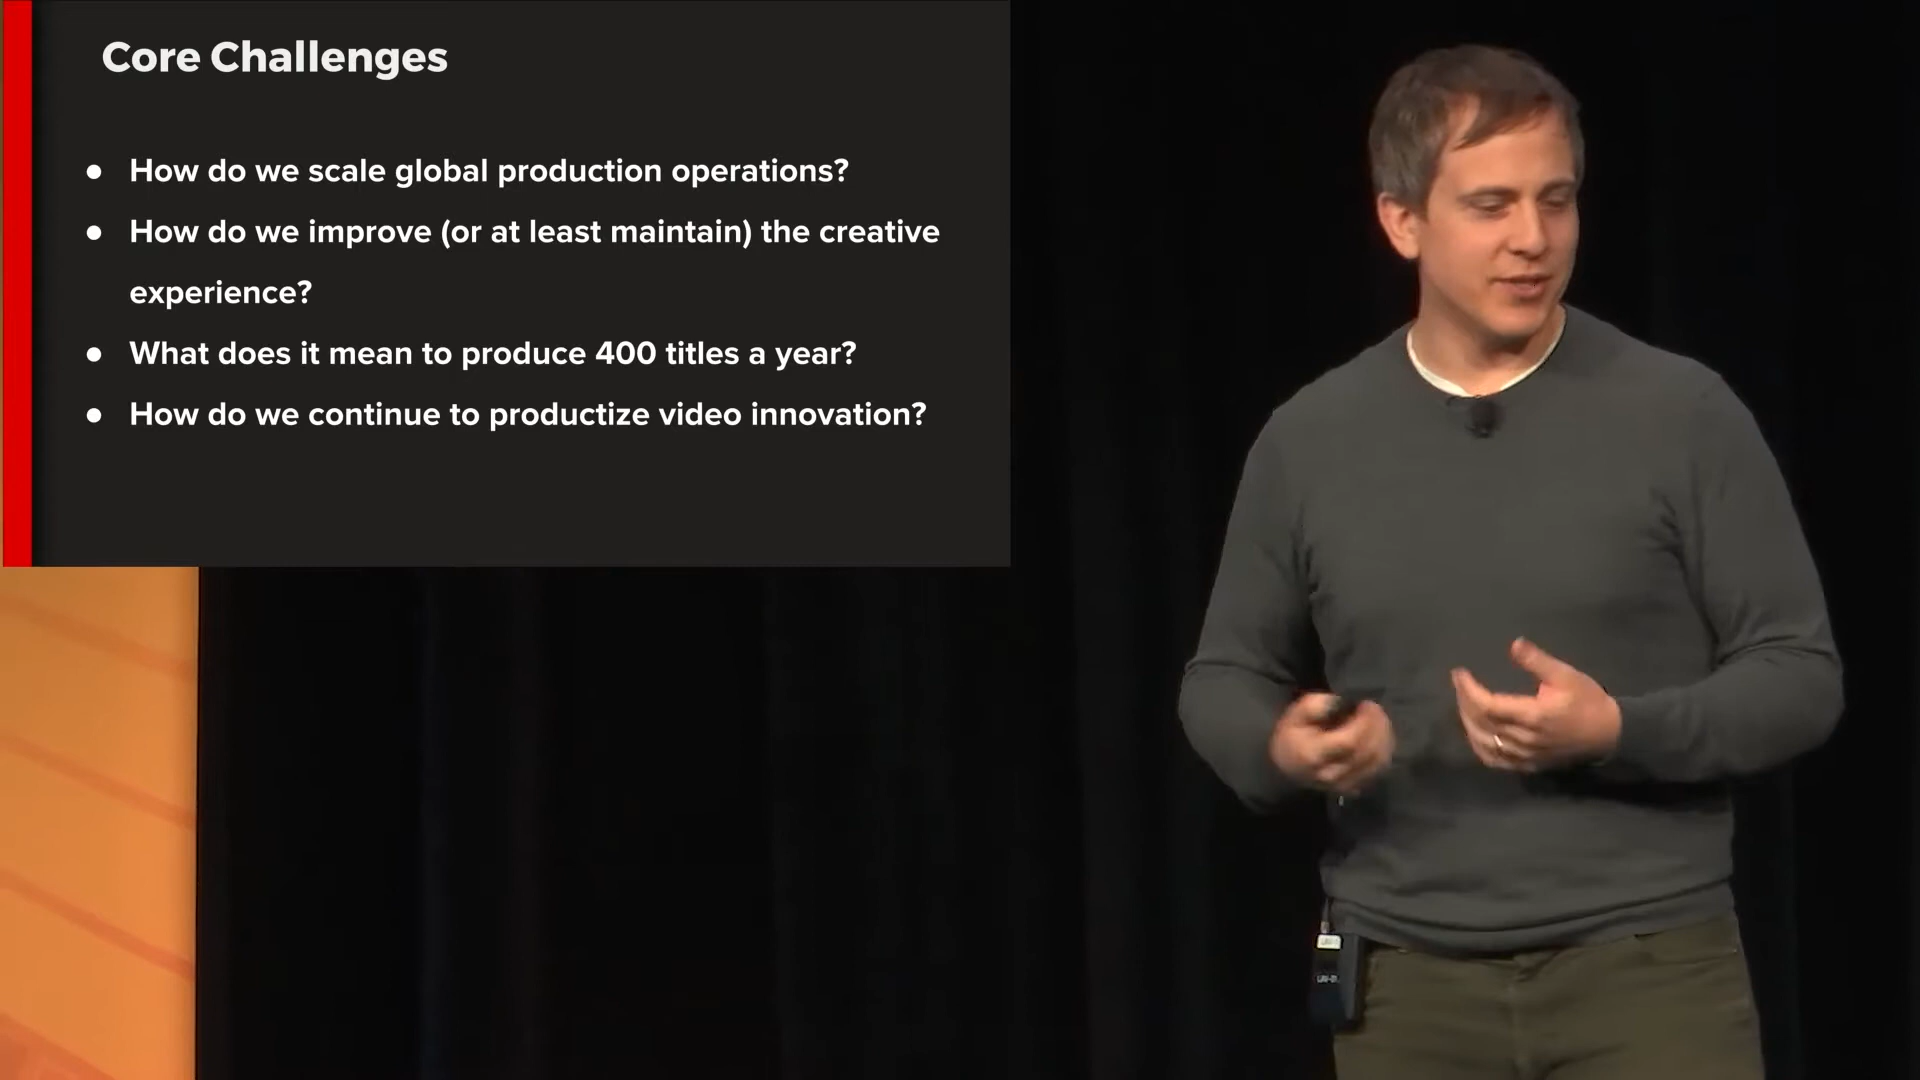 Core Challenges
● How do we scale global production operations?
● How do we improve (or at least maintain) the creative
experience?
● What does it mean to produce 400 titles a year?
● How do we continue to productize video innovation?